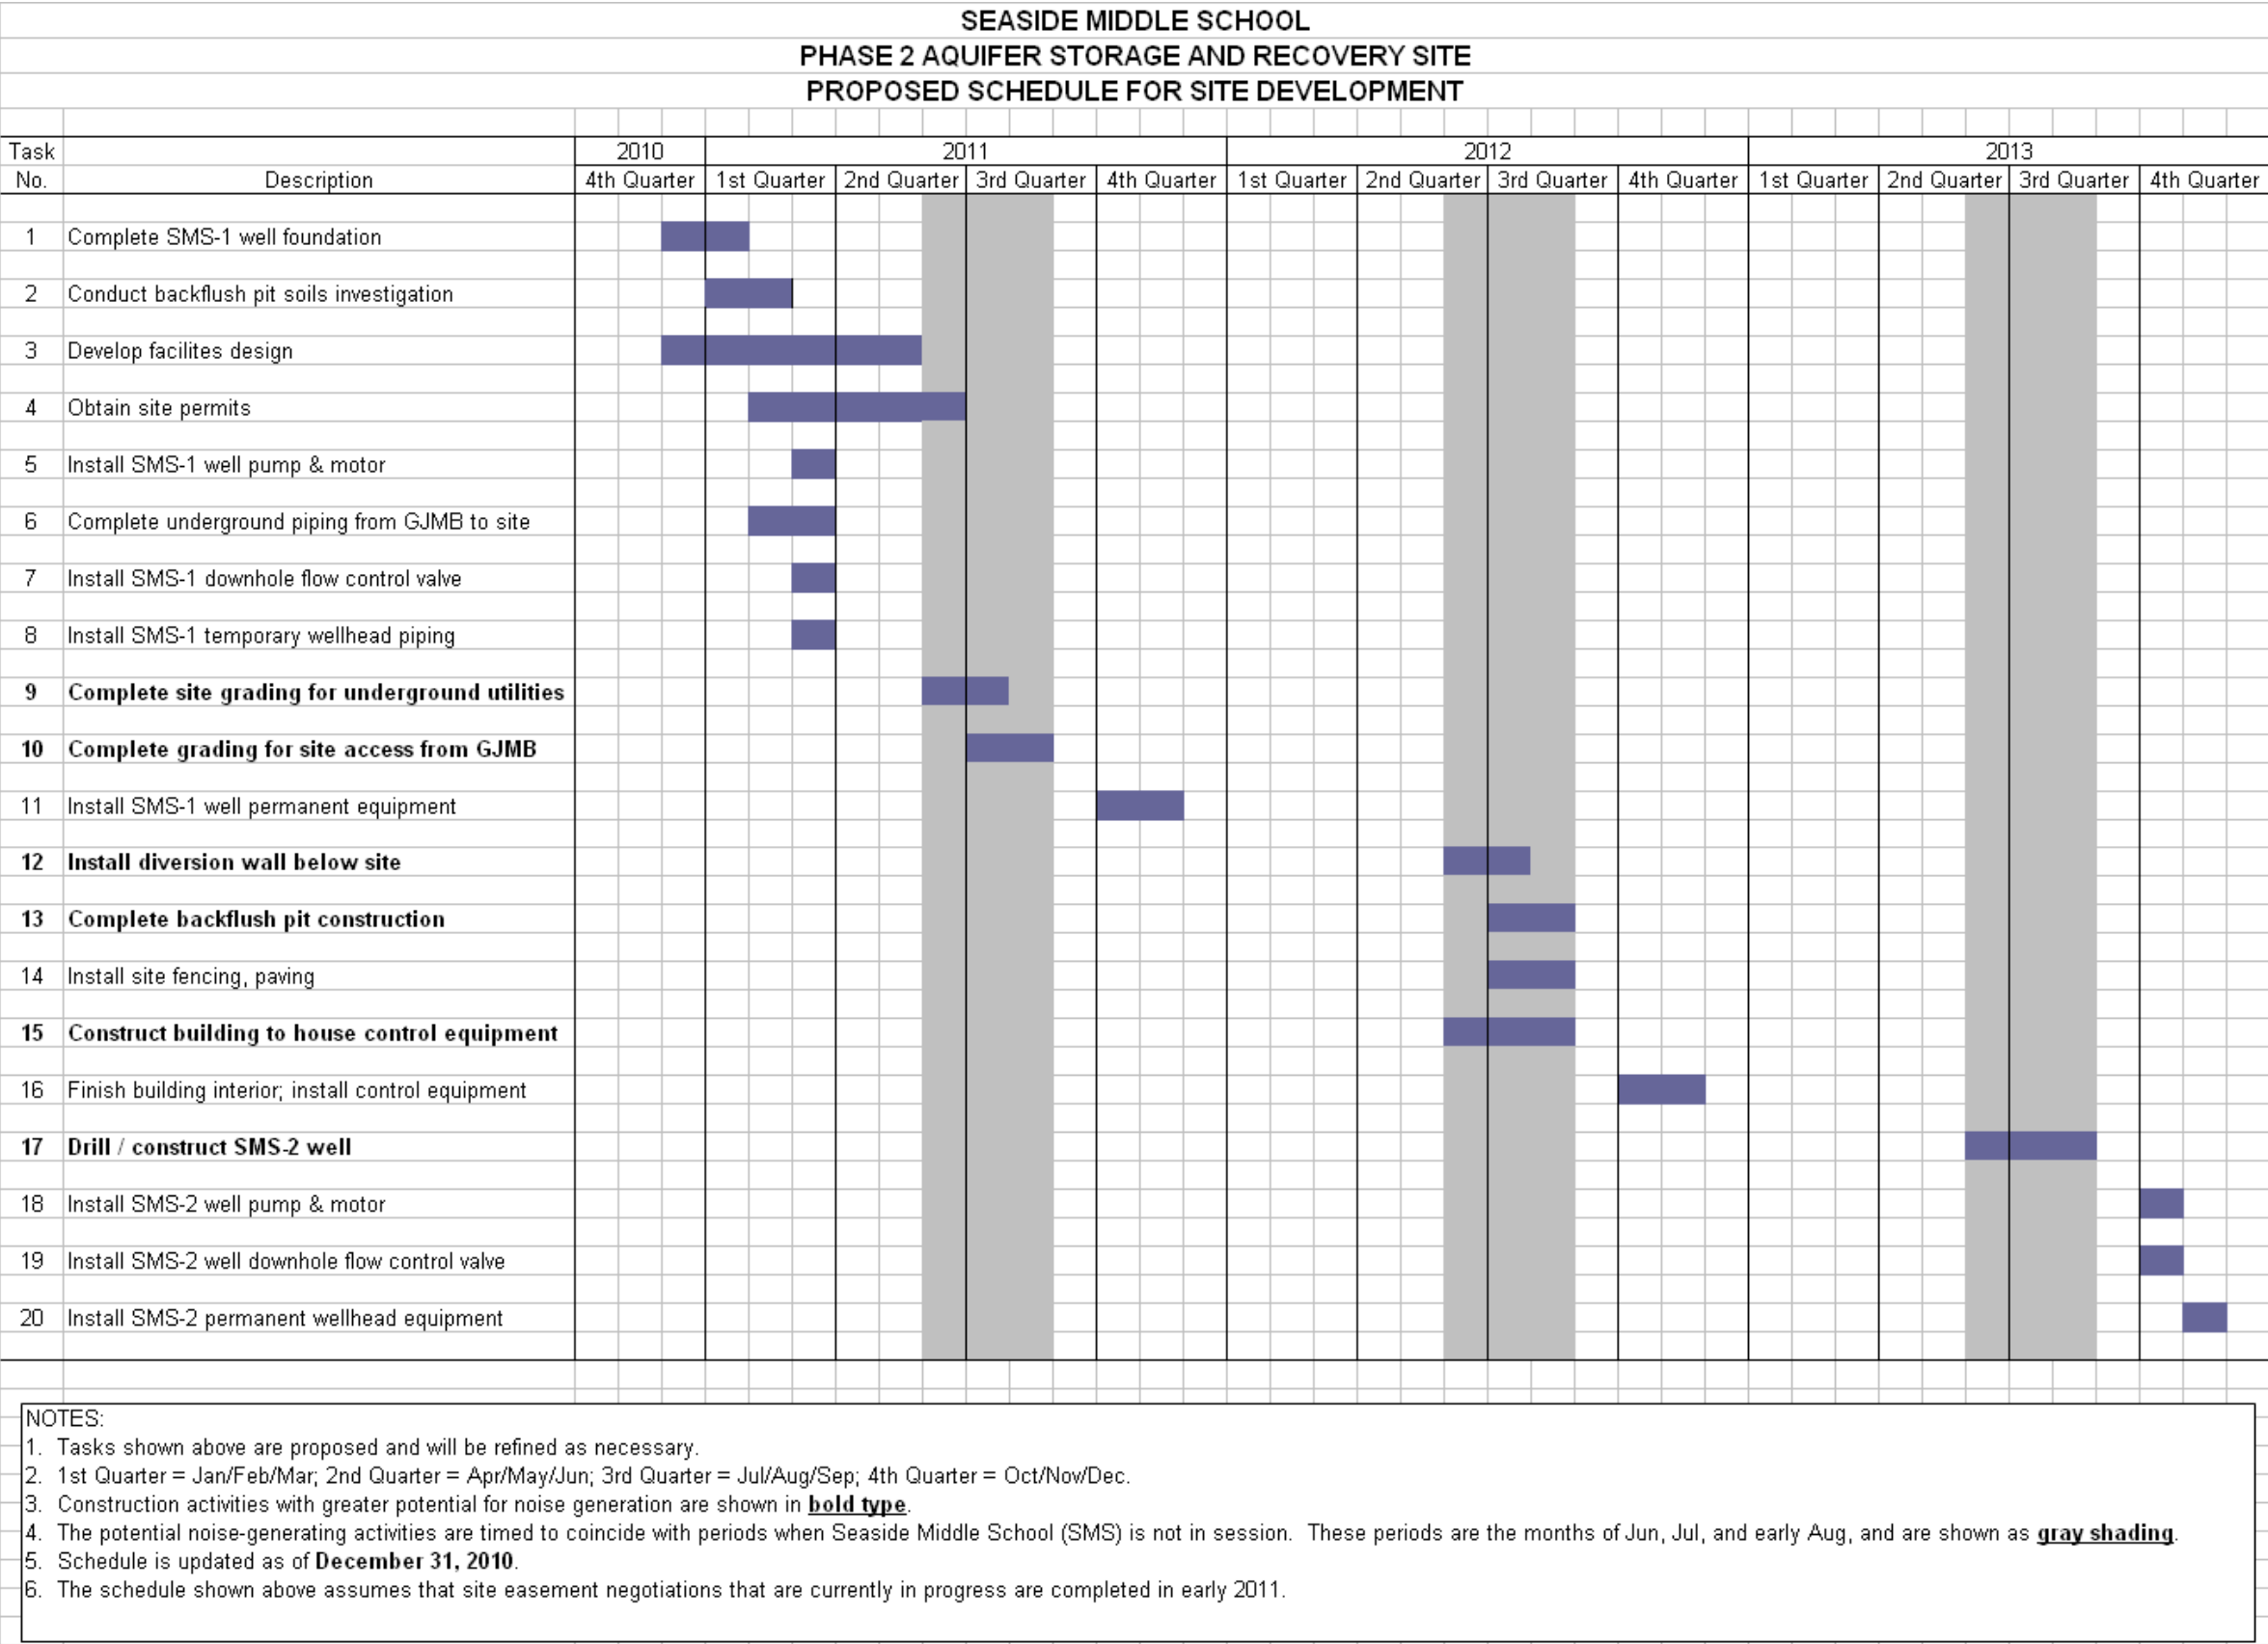 SEASIDE MIDDLE SCHOOL
PHASE 2 AQUIFER STORAGE AND RECOVERY SITE
PROPOSED SCHEDULE FOR SITE DEVELOPMENT
Task 2010 2011 2012 2013
No. Description 4th Quarter 1st Quarter 2nd Quarter 3rd Quarter 4th Quarter 1st Quarter 2nd Quarter 3rd Quarter 4th Quarter 1st Quarter 2nd Quarter 3rd Quarter 4th Quarter
1 Complete SMS-1 well foundation
2 Conduct backflush pit soils investigation
3 Develop facilites design
4 Obtain site permits
5 Install SMS-1 well pump & motor
6 Complete underground piping from GJMB to site
7 Install SMS-1 downhole flow control valve
8 Install SMS-1 temporary wellhead piping
9 Complete site grading for underground utilities
10 Complete grading for site access from GJMB
11 Install SMS-1 well permanent equipment
12 Install diversion wall below site
13 Complete backflush pit construction
14 Install site fencing, paving
15 Construct building to house control equipment
16 Finish building interior; install control equipment
17 Drill / construct SMS-2 well
18 Install SMS-2 well pump & motor
19 Install SMS-2 well downhole flow control valve
20 Install SMS-2 permanent wellhead equipment
NOTES:
1. Tasks shown above are proposed and will be refined as necessary.
2. 1st Quarter = Jan/Feb/Mar; 2nd Quarter = Apr/May/Jun; 3rd Quarter = Jul/Aug/Sep; 4th Quarter = Oct/Nov/Dec.
3. Construction activities with greater potential for noise generation are shown in bold type.
4. The potential noise-generating activities are timed to coincide with periods when Seaside Middle School (SMS) is not in session. These periods are the months of Jun, Jul, and early Aug, and are shown as gray shading.
5. Schedule is updated as of December 31, 2010.
6. The schedule shown above assumes that site easement negotiations that are currently in progress are completed in early 2011.